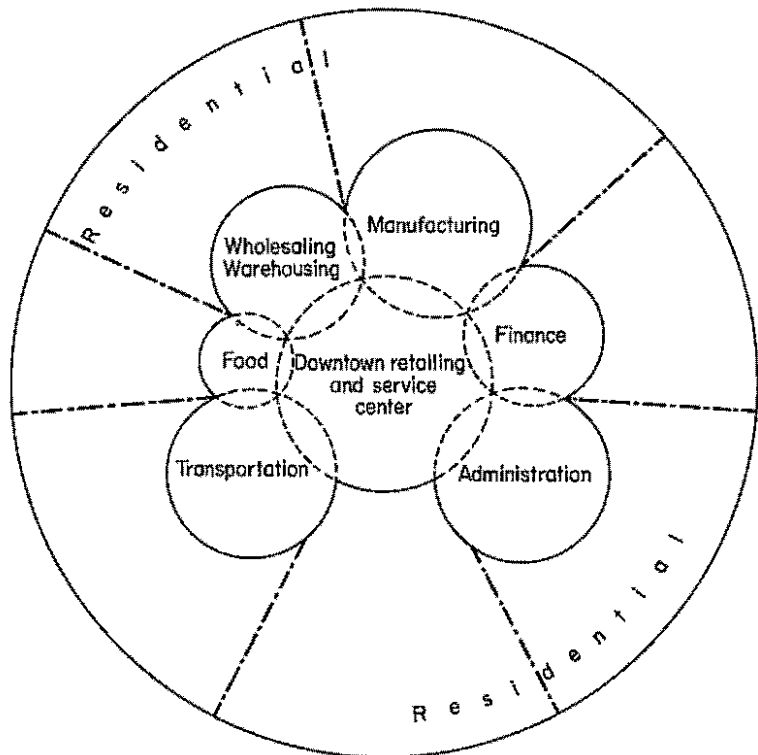 Residential
Manufacturing
Wholesaling
Warehousing
Finance
Food
Downtown retailing
and service
center
Transportation
Administration
Residential